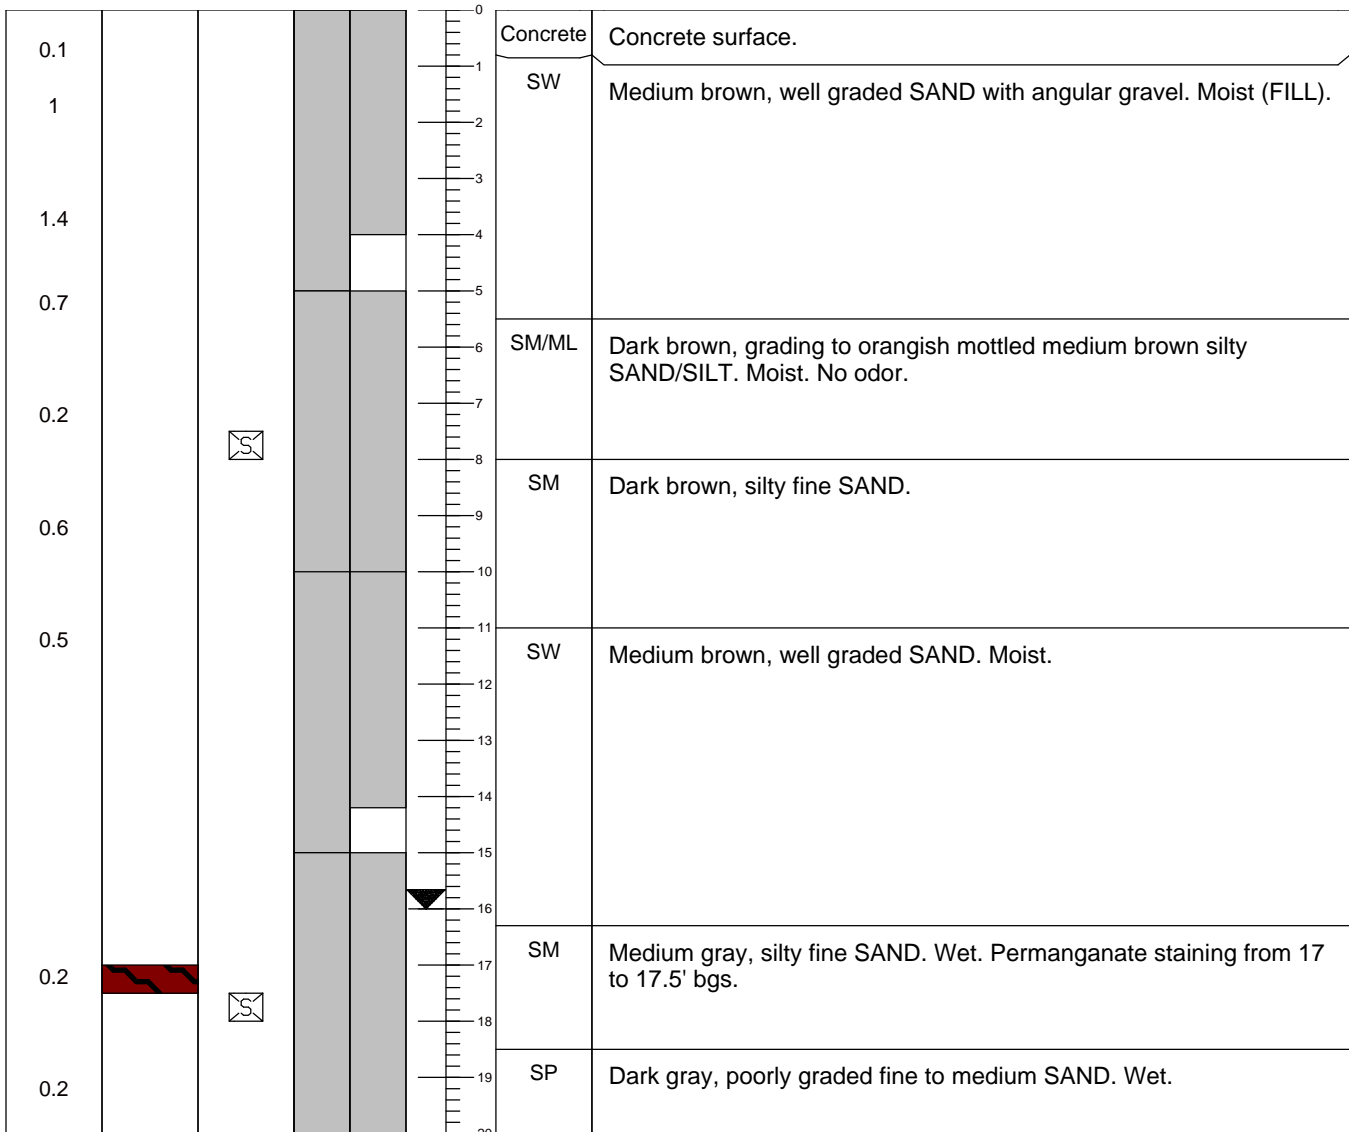 0
Concrete Concrete surface.
0.1
1
SW Medium brown, well graded SAND with angular gravel. Moist (FILL).
1
2
3
1.4
4
5
0.7
SM/ML Dark brown, grading to orangish mottled medium brown silty
SAND/SILT. Moist. No odor.
6
7
0.2
S
8
SM Dark brown, silty fine SAND.
9
0.6
10
11
0.5
SW Medium brown, well graded SAND. Moist.
12
13
14
15
16
SM Medium gray, silty fine SAND. Wet. Permanganate staining from 17
to 17.5' bgs.
17
0.2
S
18
SP Dark gray, poorly graded fine to medium SAND. Wet.
19
0.2
20